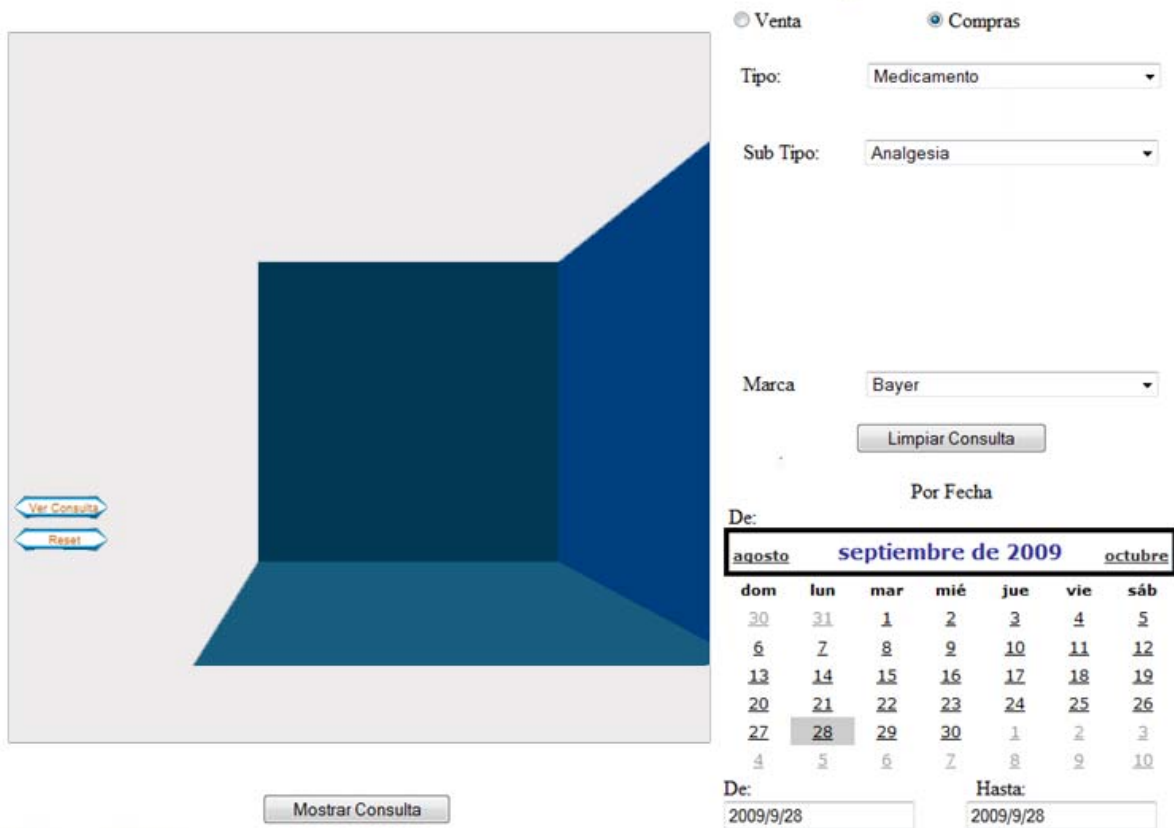 Venta Compras
Tipo: Medicamento
Sub Tipo: Analgesia
Marca Bayer
Limpiar Consulta
Por Fecha
De:
agosto septiembre de 2009 octubre
dom lun mar mié jue vie sáb
30 31 1 2 3 4 5
6 7 8 9 10 11 12
13 14 15 16 17 18 19
20 21 22 23 24 25 26
27 28 29 30 1 2 3
4 5 6 7 8 9 10
De: Hasta:
2009/9/28 2009/9/28
Ver Consulta
Reset
Mostrar Consulta